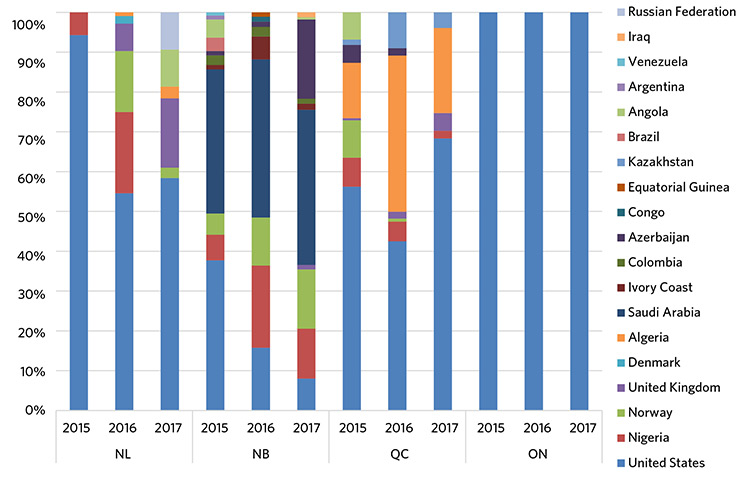 100%
90%
80%
70%
60%
50%
40%
30%
20%
10%
0%
2015 2016 2017 2015 2016 2017 2015 2016 2017 2015 2016 2017
NL NB QC ON
Russian Federation
Iraq
Venezuela
Argentina
Angola
Brazil
Kazakhstan
Equatorial Guinea
Congo
Azerbaijan
Colombia
Ivory Coast
Saudi Arabia
Algeria
Denmark
United Kingdom
Norway
Nigeria
United States